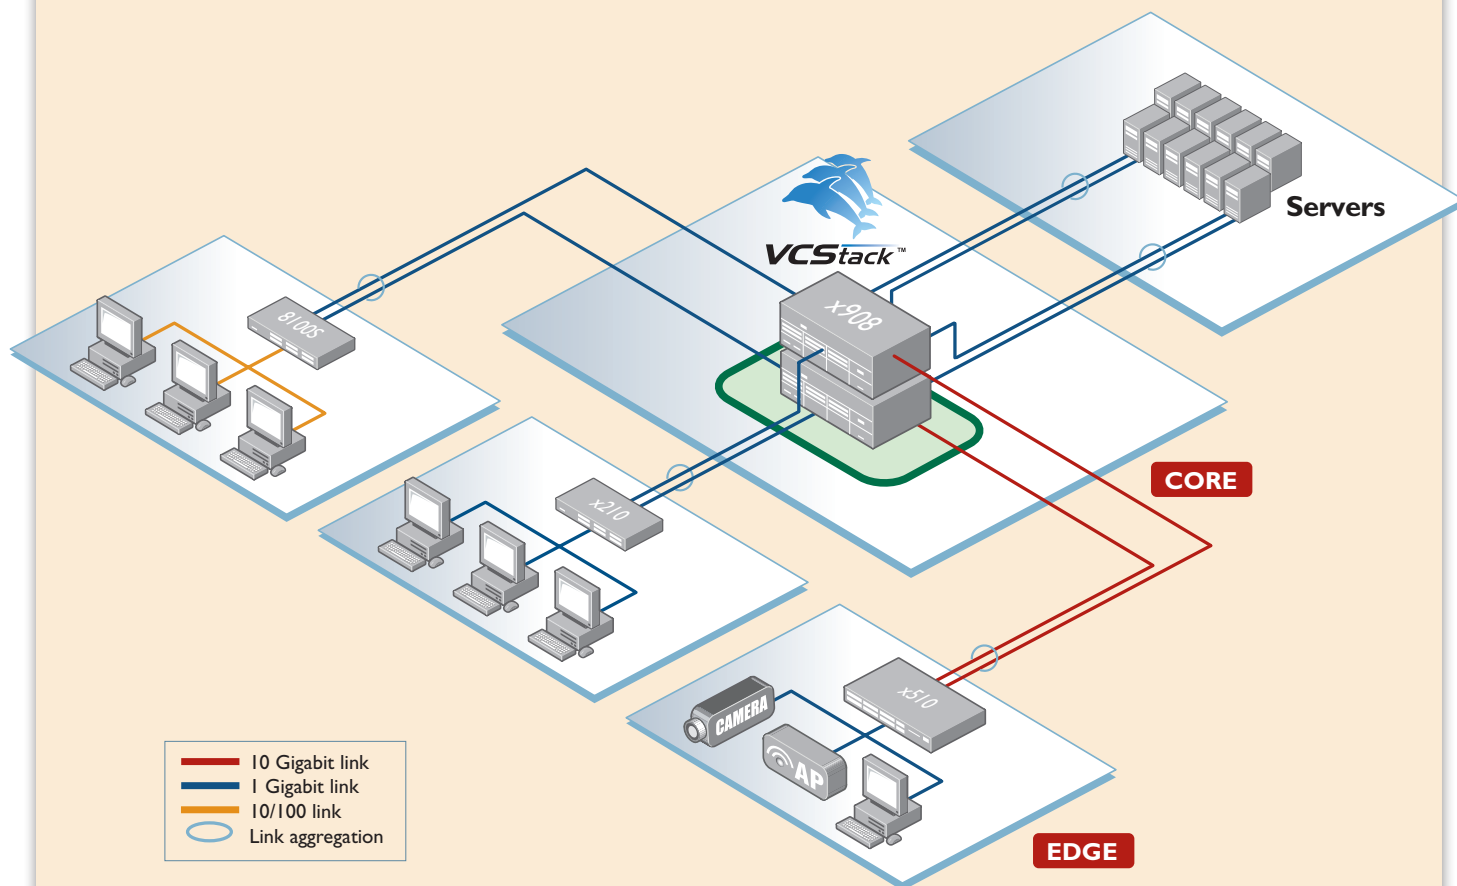 Servers
VCStack™
x908
8100S
CORE
x210
x510
CAMERA
AP
10 Gigabit link
1 Gigabit link
10/100 link
Link aggregation
EDGE